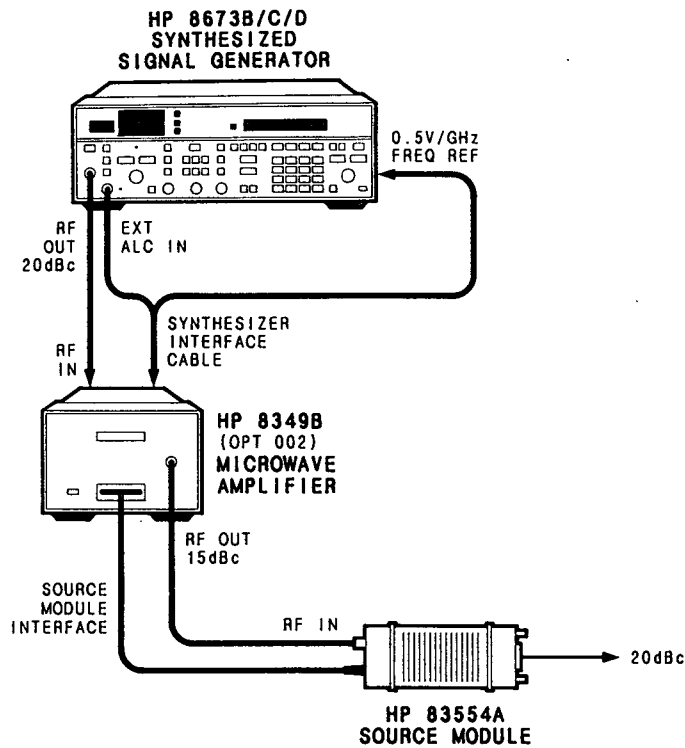 HP 8673B/C/D
SYNTHESIZED
SIGNAL GENERATOR
0.5V/GHz
FREQ REF
RF
OUT
20dBc
EXT
ALC IN
SYNTHESIZER
INTERFACE
CABLE
RF
IN
HP 8349B
(OPT 002)
MICROWAVE
AMPLIFIER
RF OUT
15dBc
SOURCE
MODULE
INTERFACE
RF IN
20dBc
HP 83554A
SOURCE MODULE